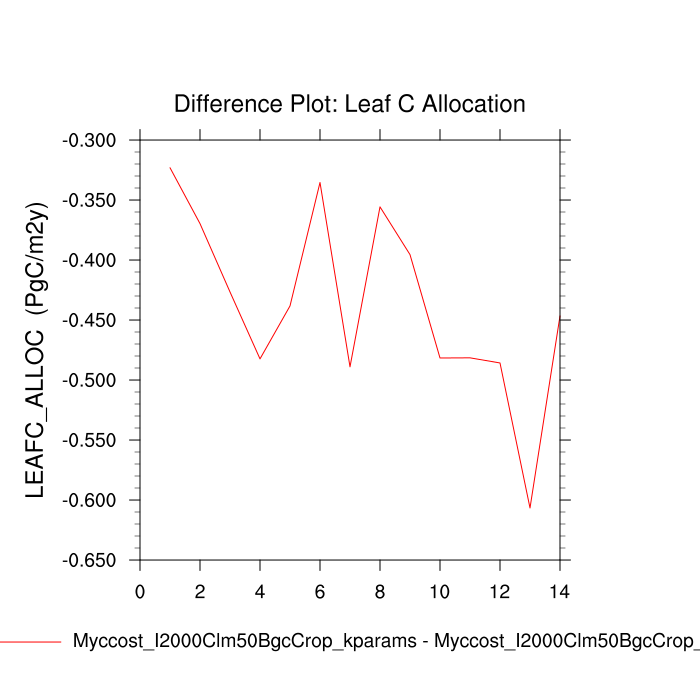 Difference Plot: Leaf C Allocation
LEAFC_ALLOC (PgC/m2y)
-0.300
-0.350
-0.400
-0.450
-0.500
-0.550
-0.600
-0.650
0 2 4 6 8 10 12 14
Myccost_I2000Clm50BgcCrop_kparams - Myccost_I2000Clm50BgcCrop_